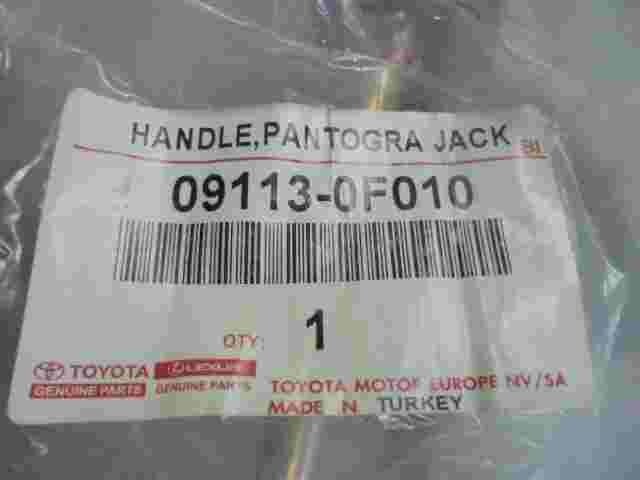 HANDLE,PANTOGRA JACK
09113-0F010
QTY: 1
TOYOTA
GENUINE PARTS
LEXUS
GENUINE PARTS
TOYOTA MOTOR EUROPE NV/SA
MADE IN TURKEY